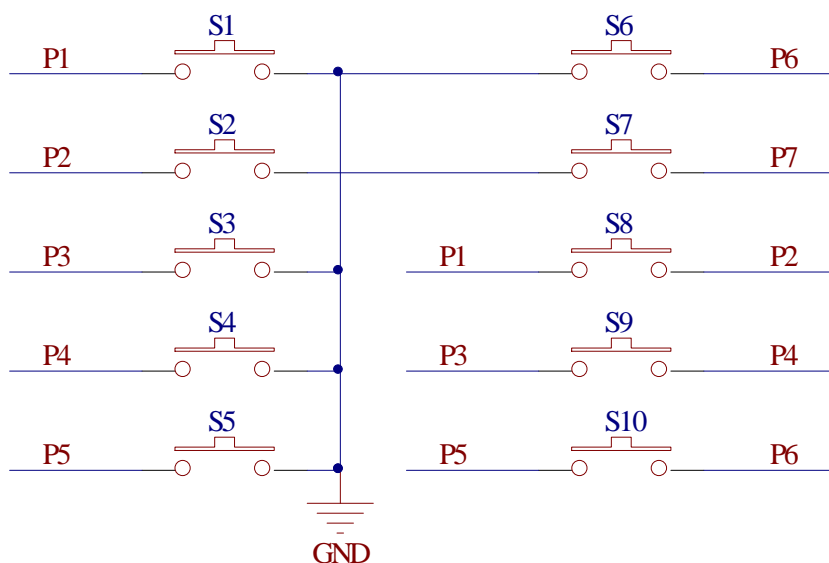 S1 S6
P1 P6
S2 S7
P2 P7
S3 S8
P3 P1 P2
S4 S9
P4 P3 P4
S5 S10
P5 P5 P6
GND